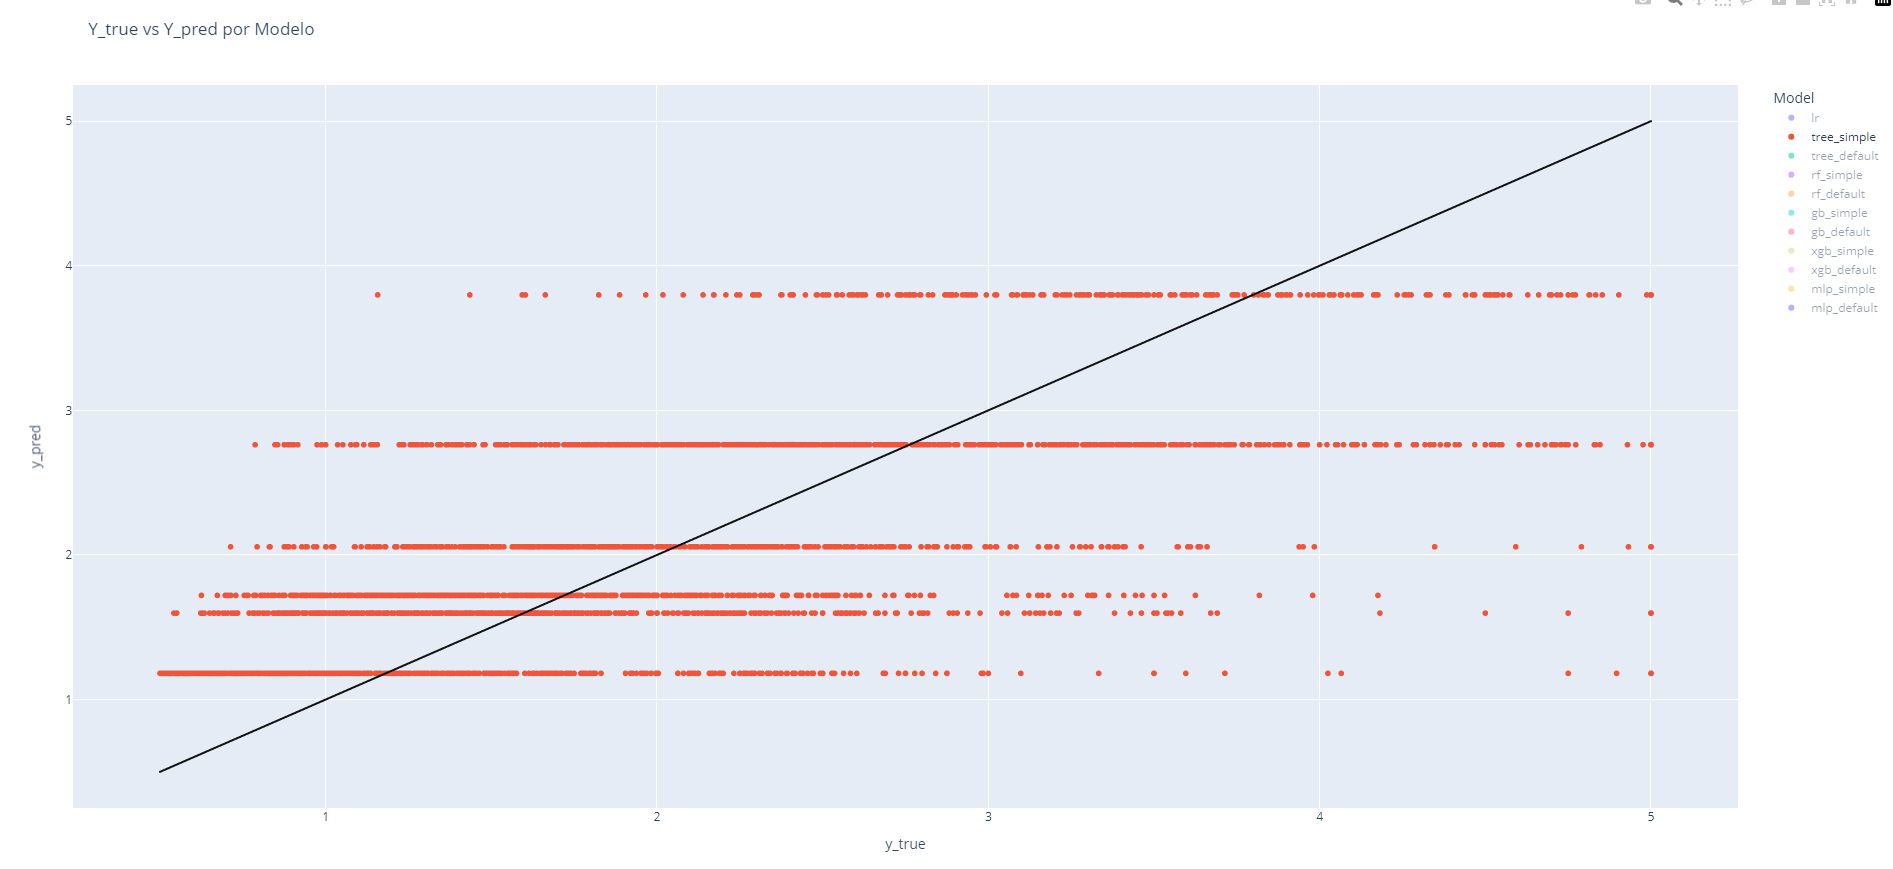 Y_true vs Y_pred por Modelo
5
4
3
2
1
y_pred
1
2
3
4
5
y_true
Model
lr
tree_simple
tree_default
rf_simple
rf_default
gb_simple
gb_default
xgb_simple
xgb_default
mlp_simple
mlp_default